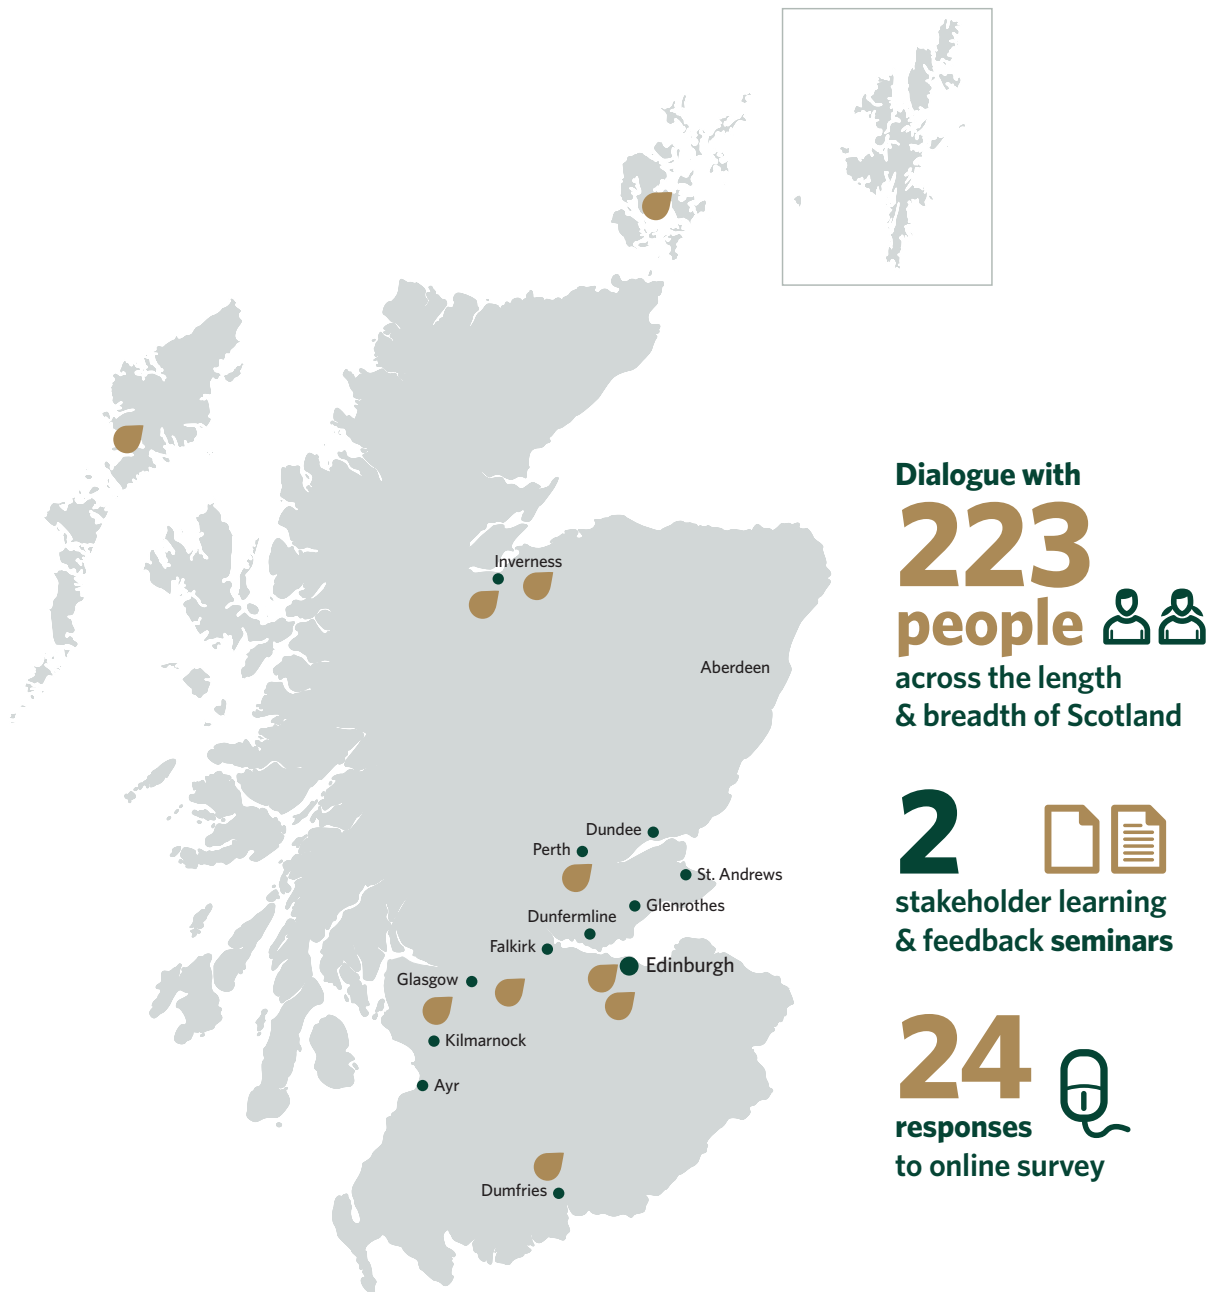 Inverness
Aberdeen
Dundee
Perth
St. Andrews
Glenrothes
Dunfermline
Falkirk
Edinburgh
Glasgow
Kilmarnock
Ayr
Dumfries
Dialogue with
223
people
across the length
& breadth of Scotland
2
stakeholder learning
& feedback seminars
24
responses
to online survey